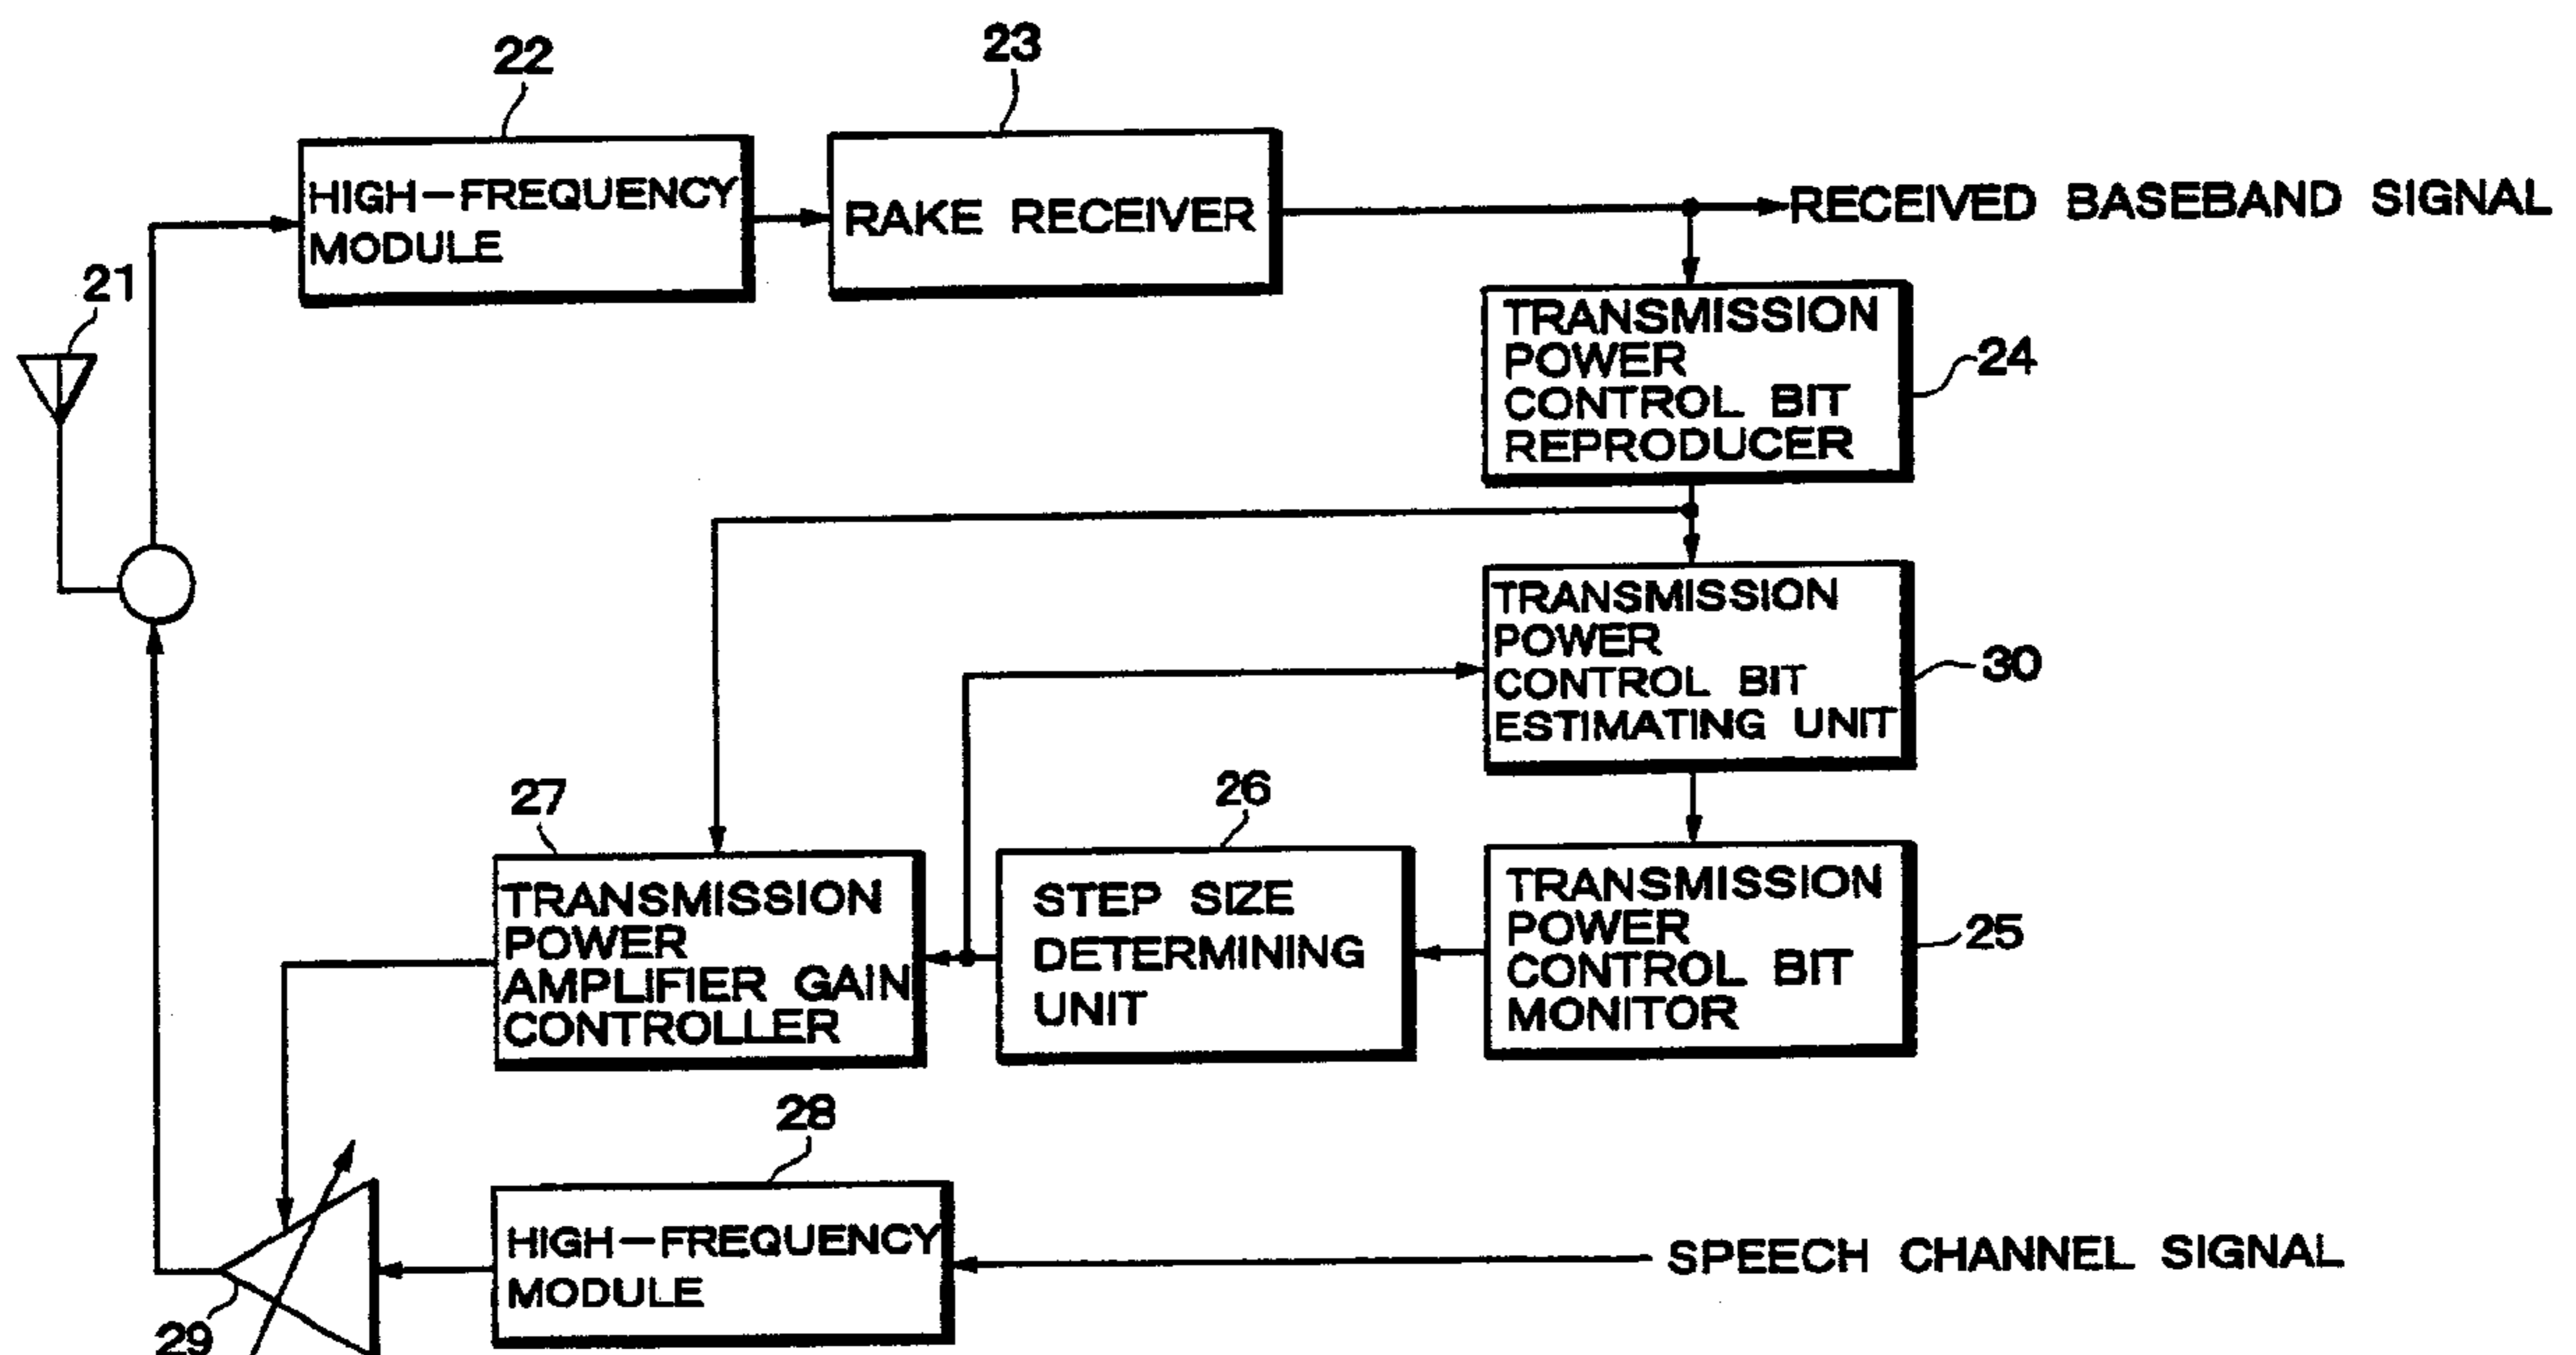 22
23
HIGH-FREQUENCY
MODULE
RAKE RECEIVER
RECEIVED BASEBAND SIGNAL
21
TRANSMISSION
POWER
CONTROL BIT
REPRODUCER
24
TRANSMISSION
POWER
CONTROL BIT
ESTIMATING UNIT
30
27
TRANSMISSION
POWER
AMPLIFIER GAIN
CONTROLLER
26
STEP SIZE
DETERMINING
UNIT
TRANSMISSION
POWER
CONTROL BIT
MONITOR
25
28
HIGH-FREQUENCY
MODULE
SPEECH CHANNEL SIGNAL
29